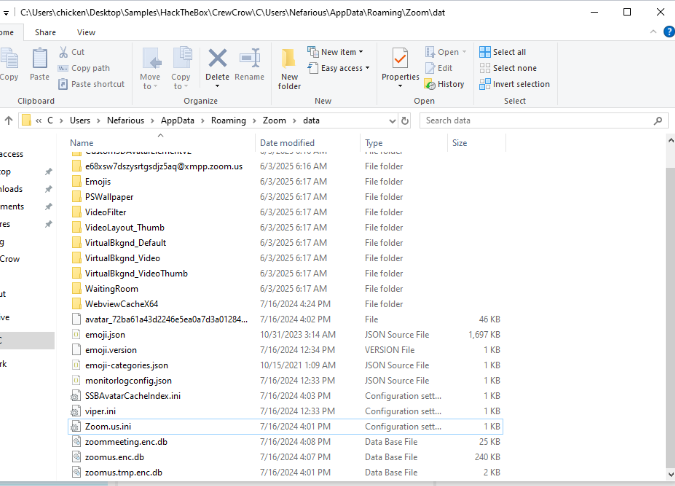 C:\Users\chicken\Desktop\Samples\HackTheBox\CrewCrow\C\Users\Nefarious\AppData\Roaming\Zoom\dat
Home Share View
Copy Paste Cut Copy path Paste shortcut
Move to Copy to Delete Rename
New folder New item Easy access
Properties Open Edit History
Select all Select none Invert selection
Clipboard Organize New Open Select
« C > Users > Nefarious > AppData > Roaming > Zoom > data Search data
Name Date modified Type Size
e68xsw7dszysrtgsdjz5aq@xmpp.zoom.us 6/3/2025 6:16 AM File folder
Emojis 6/3/2025 6:17 AM File folder
PSWallpaper 6/3/2025 6:17 AM File folder
VideoFilter 6/3/2025 6:17 AM File folder
VideoLayout_Thumb 6/3/2025 6:17 AM File folder
VirtualBkgnd_Default 6/3/2025 6:17 AM File folder
VirtualBkgnd_Video 6/3/2025 6:17 AM File folder
VirtualBkgnd_VideoThumb 6/3/2025 6:17 AM File folder
WaitingRoom 6/3/2025 6:17 AM File folder
WebviewCacheX64 7/16/2024 4:24 PM File folder
avatar_72ba61a43d2246e5ea0a7d3a01284... 7/16/2024 4:02 PM File 46 KB
emoji.json 10/31/2023 3:14 AM JSON Source File 1,697 KB
emoji.version 7/16/2024 12:34 PM VERSION File 1 KB
emoji-categories.json 10/15/2021 1:09 AM JSON Source File 1 KB
monitorlogconfig.json 7/16/2024 12:33 PM JSON Source File 1 KB
SSBAvatarCacheIndex.ini 7/16/2024 4:03 PM Configuration sett... 1 KB
viper.ini 7/16/2024 12:33 PM Configuration sett... 1 KB
Zoom.us.ini 7/16/2024 4:01 PM Configuration sett... 1 KB
zoommeeting.enc.db 7/16/2024 4:08 PM Data Base File 25 KB
zoomus.enc.db 7/16/2024 4:07 PM Data Base File 240 KB
zoomus.tmp.enc.db 7/16/2024 4:01 PM Data Base File 2 KB